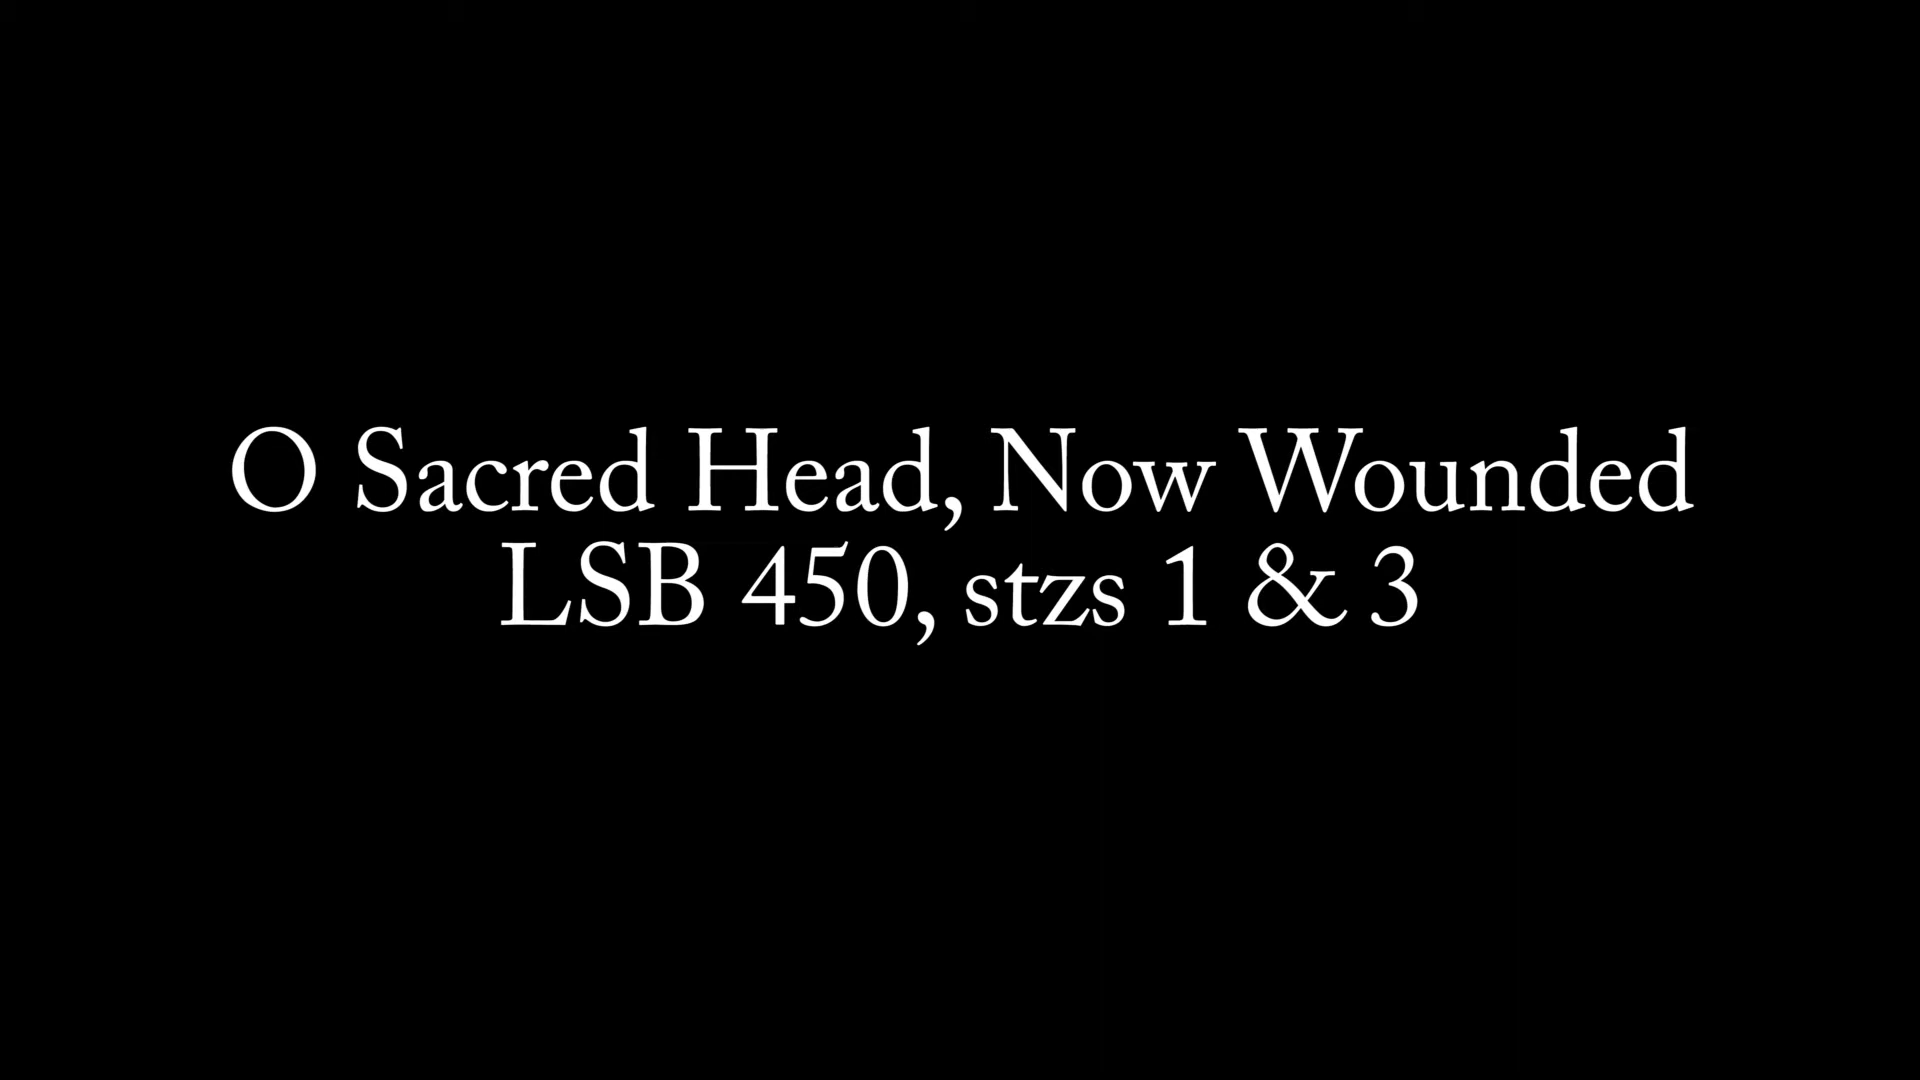 O Sacred Head, Now Wounded
LSB 450, stzs 1 & 3